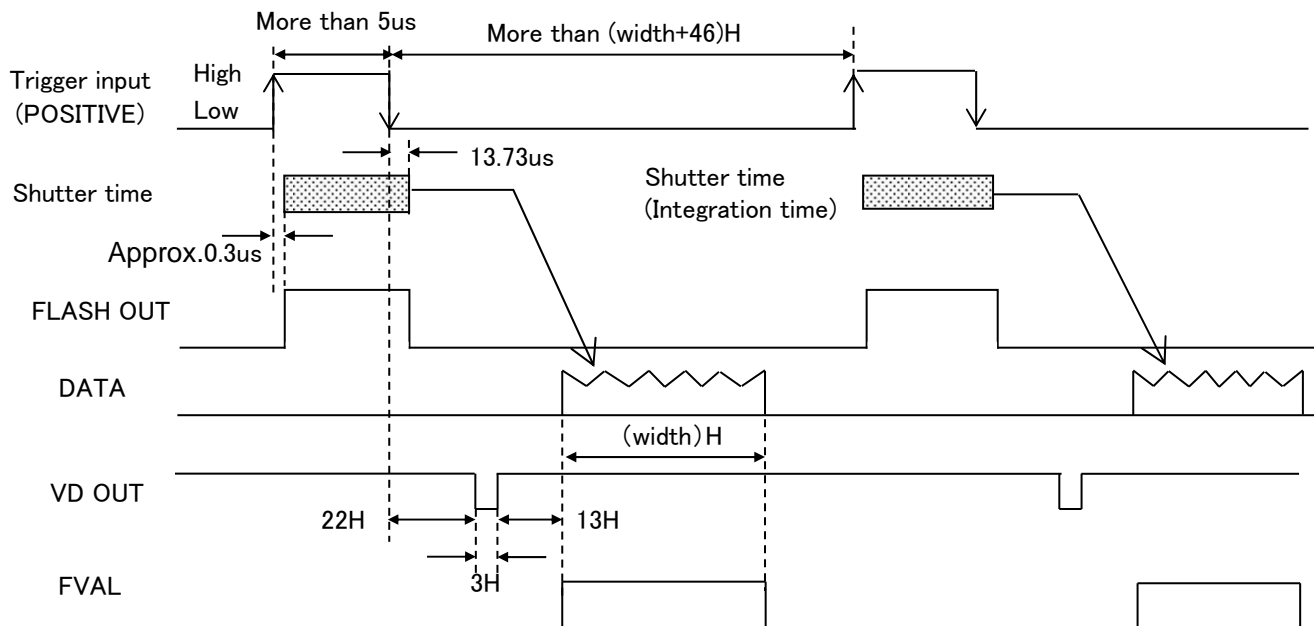 More than 5us
More than (width+46)H
Trigger input
(POSITIVE)
High
Low
13.73us
Shutter time
Shutter time
(Integration time)
Approx.0.3us
FLASH OUT
DATA
(width)H
VD OUT
22H
13H
3H
FVAL